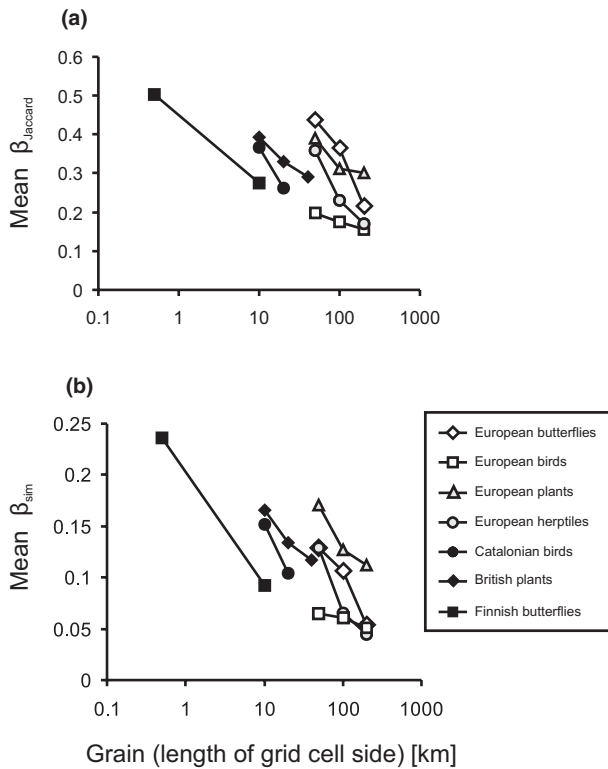 (a)
0.6
0.5
0.4
0.3
0.2
0.1
0
Mean βJaccard
0.1 1 10 100 1000
(b)
0.25
0.2
0.15
0.1
0.05
0
Mean βsim
0.1 1 10 100 1000
Grain (length of grid cell side) [km]
European butterflies
European birds
European plants
European herptiles
Catalonian birds
British plants
Finnish butterflies